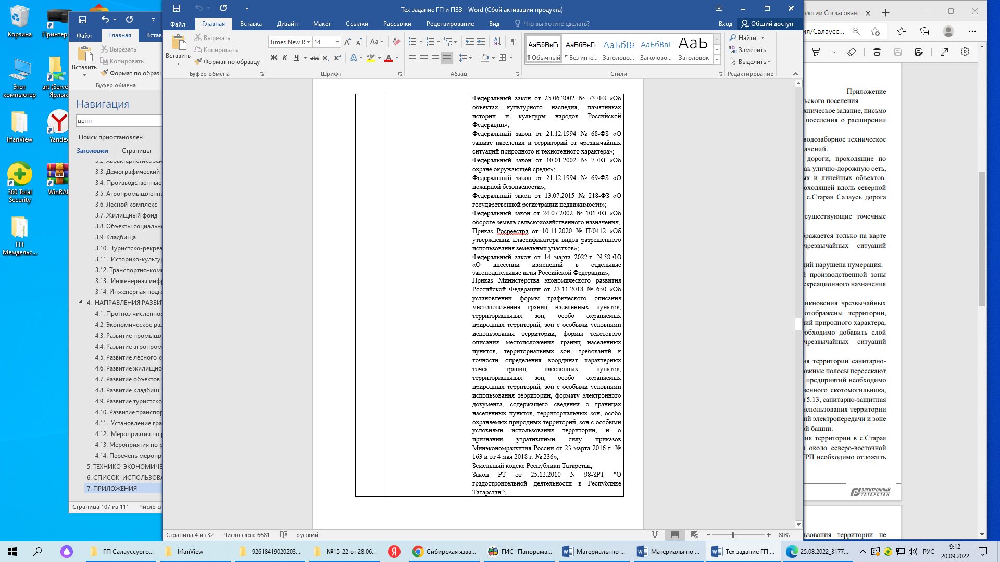 Корзина
Принтер-
Этот
компьютер
art (Serve
Ярлык
IrfanView
Yandex
360 Total
Security
WinRAR
ГП
Мемдельс...
Файл
Главная
Встав
Вставить
Вырезать
Копировать
Формат по образц
Буфер обмена
Навигация
ценн
Поиск приостановлен
Заголовки
Страницы
3.3. Демографический
3.4. Производственные
3.5. Агропромышленны
3.6. Лесной комплекс
3.7. Жилищный фонд
3.8. Объекты социальн
3.9. Кладбища
3.10. Туристско-рекреа
3.11. Историко-культур
3.12. Транспортно-ком
3.13. Инженерная инфр
3.14. Инженерная подг
4. НАПРАВЛЕНИЯ РАЗВИТ
4.1. Прогноз численнос
4.2. Экономическое раз
4.3. Развитие промышл
4.4. Развитие агропром
4.5. Развитие лесного к
4.6. Развитие жилищно
4.7. Развитие объектов
4.8. Развитие кладбищ
4.9. Развитие туристско
4.10. Развитие транспор
4.11. Установление гра
4.12. Мероприятия по р
4.13. Мероприятия по р
4.14. Перечень меропр
5. ТЕХНИКО-ЭКОНОМИЧЕ
6. СПИСОК ИСПОЛЬЗОВА
7. ПРИЛОЖЕНИЯ
Страница 107 из 111
Число сл
Тех задание ГП и ПЗЗ - Word (Сбой активации продукта)
Файл
Главная
Вставка
Дизайн
Макет
Ссылки
Рассылки
Рецензирование
Вид
Что вы хотите сделать?
Вход
Общий доступ
Вставить
Вырезать
Копировать
Формат по образцу
Буфер обмена
Times New R
14
Шрифт
Абзац
АаБбВвГг
АаБбВвГг
АаБбВı
АаБбВвГ
АаЬ
¶ Обычный
¶ Без инте...
Заголово...
Заголово...
Заголовок
Стили
Найти
Заменить
Выделить
Редактирование
Федеральный закон от 25.06.2002 № 73-ФЗ «Об
объектах культурного наследия, памятниках
истории и культуры народов Российской
Федерации»;
Федеральный закон от 21.12.1994 № 68-ФЗ «О
защите населения и территорий от чрезвычайных
ситуаций природного и техногенного характера»;
Федеральный закон от 10.01.2002 № 7-ФЗ «Об
охране окружающей среды»;
Федеральный закон от 21.12.1994 № 69-ФЗ «О
пожарной безопасности»;
Федеральный закон от 13.07.2015 № 218-ФЗ «О
государственной регистрации недвижимости»;
Федеральный закон от 24.07.2002 № 101-ФЗ «Об
обороте земель сельскохозяйственного назначения;
Приказ Росреестра от 10.11.2020 № П/0412 «Об
утверждении классификатора видов разрешенного
использования земельных участков»;
Федеральный закон от 14 марта 2022 г. N 58-ФЗ
«О внесении изменений в отдельные
законодательные акты Российской Федерации»;
Приказ Министерства экономического развития
Российской Федерации от 23.11.2018 № 650 «Об
установлении формы графического описания
местоположения границ населенных пунктов,
территориальных зон, особо охраняемых
природных территорий, зон с особыми условиями
использования территории, формы текстового
описания местоположения границ населенных
пунктов, территориальных зон, требований к
точности определения координат характерных
точек границ населенных пунктов,
территориальных зон, особо охраняемых
природных территорий, зон с особыми условиями
использования территории, формату электронного
документа, содержащего сведения о границах
населенных пунктов, территориальных зон, особо
охраняемых природных территорий, зон с особыми
условиями использования территории, и о
признании утратившими силу приказов
Минэкономразвития России от 23 марта 2016 г. №
163 и от 4 мая 2018 г. № 236»;
Земельный кодекс Республики Татарстан;
Закон РТ от 25.12.2010 N 98-ЗРТ "О
градостроительной деятельности в Республике
Татарстан";
Страница 4 из 32
Число слов: 6681
русский
80%
ологии Согласовано
ия/Салаусс...
Приложение
ьского поселения
хническое задание, письмо
поселения о расширении
водозаборное техническое
ачений.
дороги, проходящие по
ак улично-дорожную сеть,
ых и линейных объектов.
оходящей вдоль северной
с.Старая Салаусь дорога
существующие точечные
бражается только на карте
чрезвычайных ситуаций
ций нарушена нумерация.
й производственной зоны
екреационного назначения
никновения чрезвычайных
отображены территории,
ций природного характера,
еобходимо добавить слой
чрезвычайных ситуаций
ия территории санитарно-
ожные полосы пересекают
предприятий необходимо
венного скотомогильника,
и 5.13, санитарно-защитная
использования территории
ий электропередачи и зоне
ой башни.
ния территории в с.Старая
и около северо-восточной
ГРП необходимо отложить
ЭЛЕКТРОННЫЙ
ТАТАРСТАН
ьзования территории не
ГП Салауссуого...
IrfanView
92618419020203...
№15-22 от 28.06...
Сибирская язва...
ГИС "Панорама...
Материалы по ...
Материалы по ...
Тех задание ГП ...
25.08.2022_3177...
РУС
9:12
20.09.2022